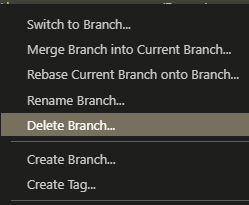 Switch to Branch...
Merge Branch into Current Branch...
Rebase Current Branch onto Branch...
Rename Branch...
Delete Branch...
Create Branch...
Create Tag...